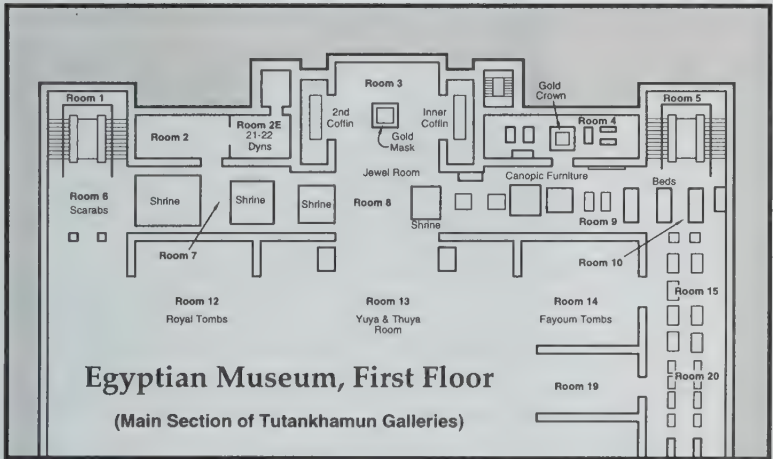 Room 1
Room 2
Room 2E
21-22
Dyns
2nd
Coffin
Room 3
Gold
Mask
Inner
Coffin
Gold
Crown
Room 4
Room 5
Jewel Room
Canopic Furniture
Beds
Room 6
Scarabs
Shrine
Shrine
Shrine
Room 8
Shrine
Room 9
Room 7
Room 10
Room 12
Royal Tombs
Room 13
Yuya & Thuya
Room
Room 14
Fayoum Tombs
Room 15
Egyptian Museum, First Floor
(Main Section of Tutankhamun Galleries)
Room 19
Room 20